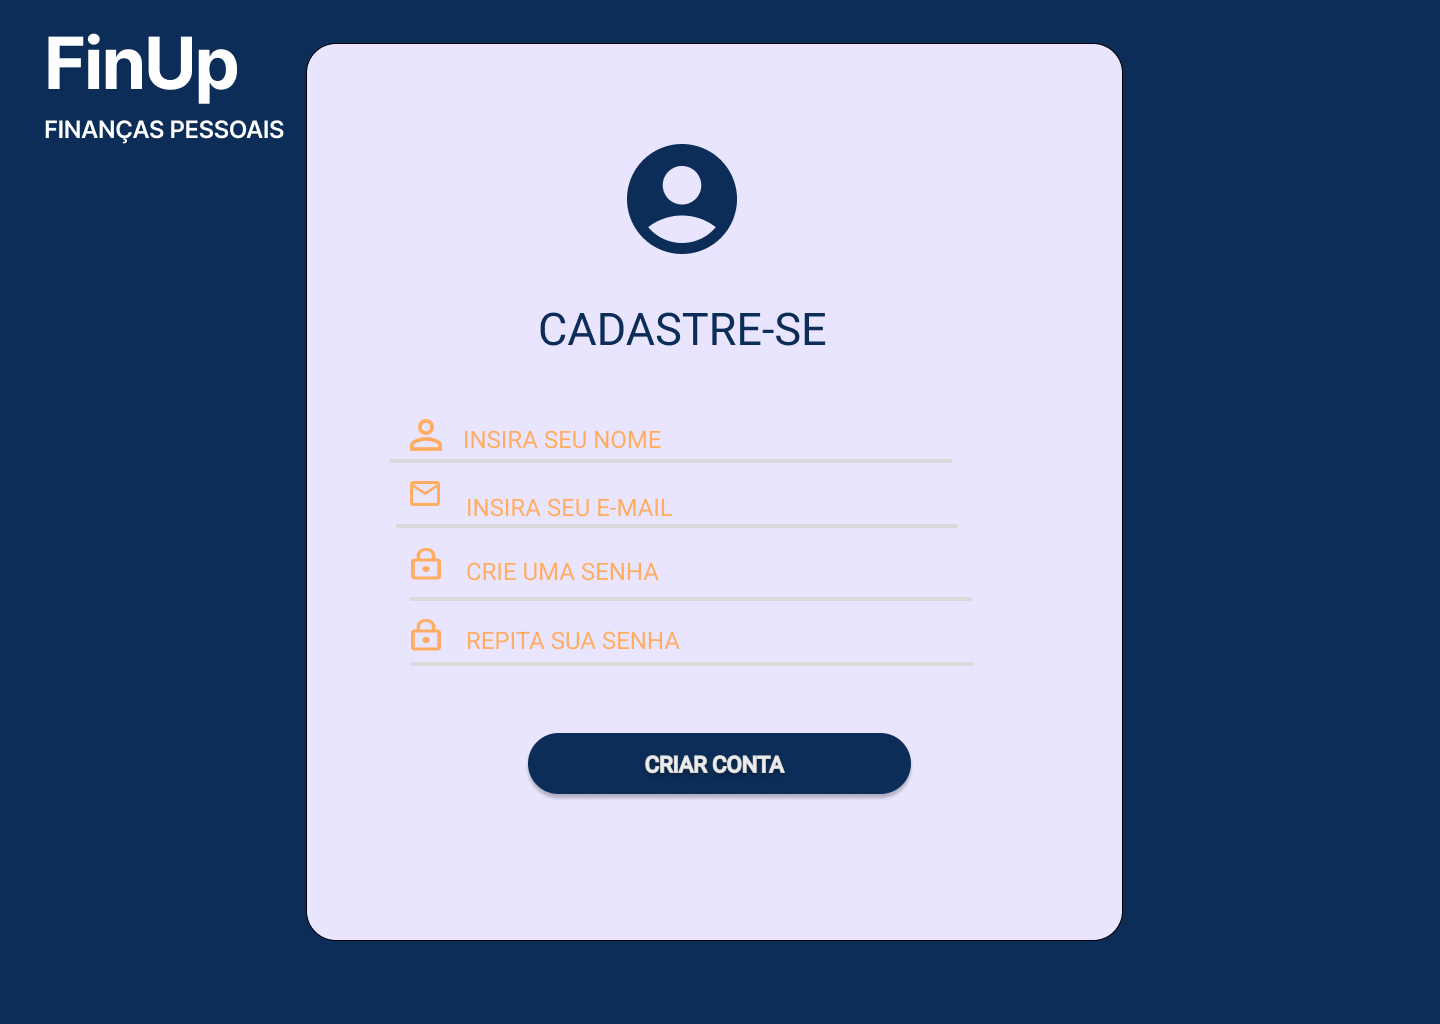 FinUp
FINANÇAS PESSOAIS
CADASTRE-SE
INSIRA SEU NOME
INSIRA SEU E-MAIL
CRIE UMA SENHA
REPITA SUA SENHA
CRIAR CONTA